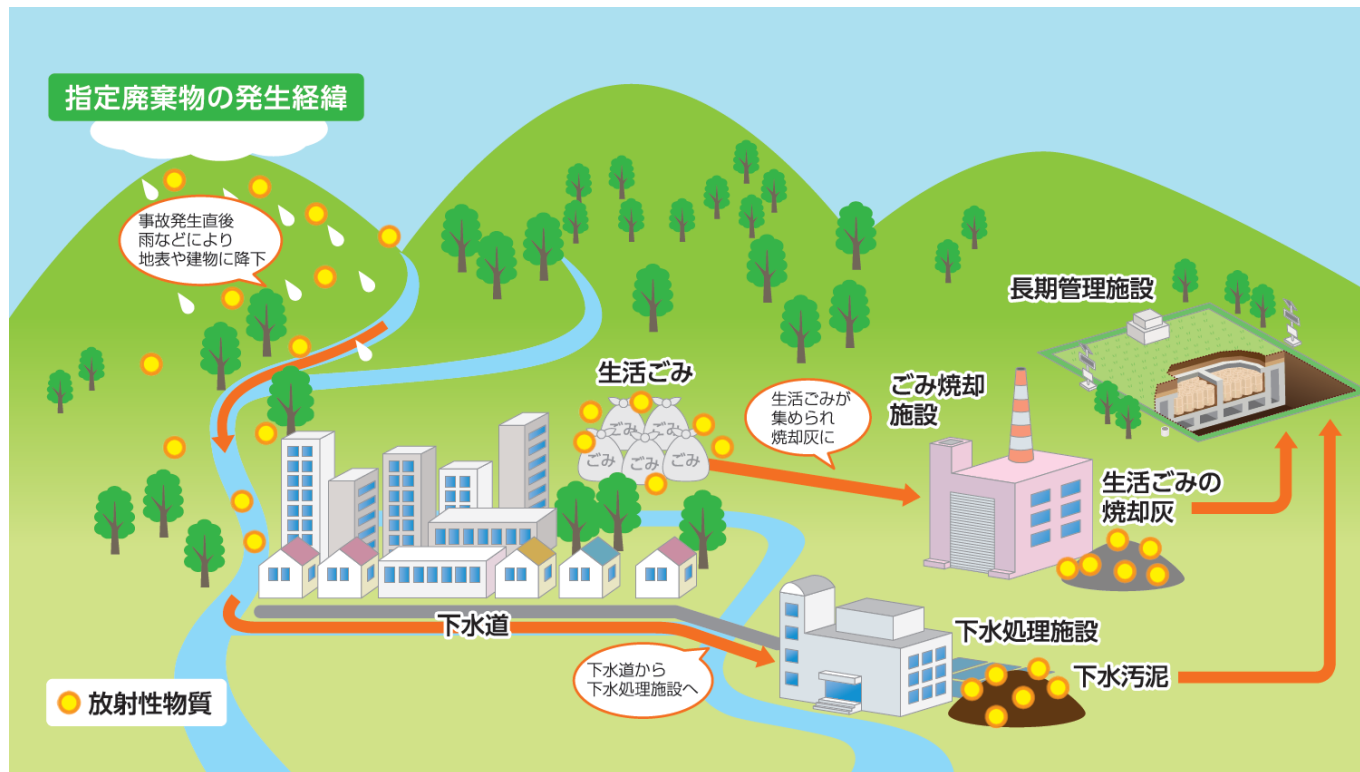 指定廃棄物の発生経緯
事故発生直後
雨などにより
地表や建物に降下
長期管理施設
生活ごみ
生活ごみが
集められ
焼却灰に
ごみ焼却
施設
ごみ
ごみ
ごみ
ごみ
ごみ
生活ごみの
焼却灰
下水道
下水処理施設
下水道から
下水処理施設へ
下水汚泥
放射性物質